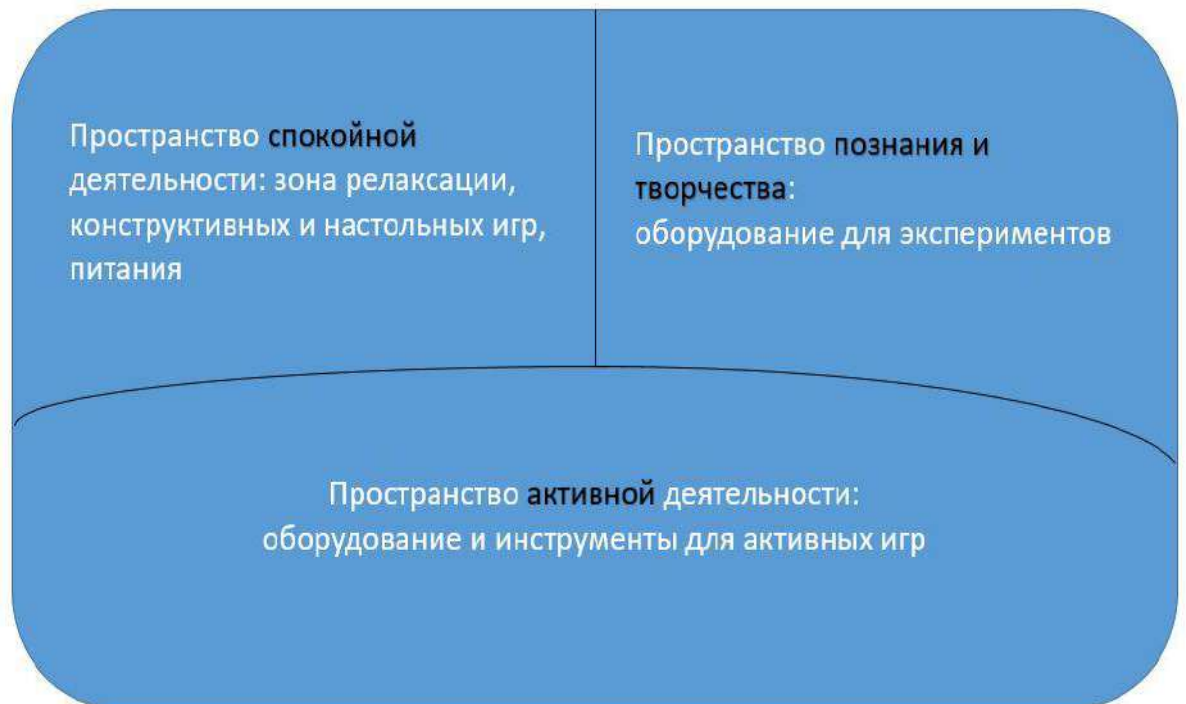 Пространство спокойной
деятельности: зона релаксации,
конструктивных и настольных игр,
питания
Пространство познания и
творчества:
оборудование для экспериментов
Пространство активной деятельности:
оборудование и инструменты для активных игр